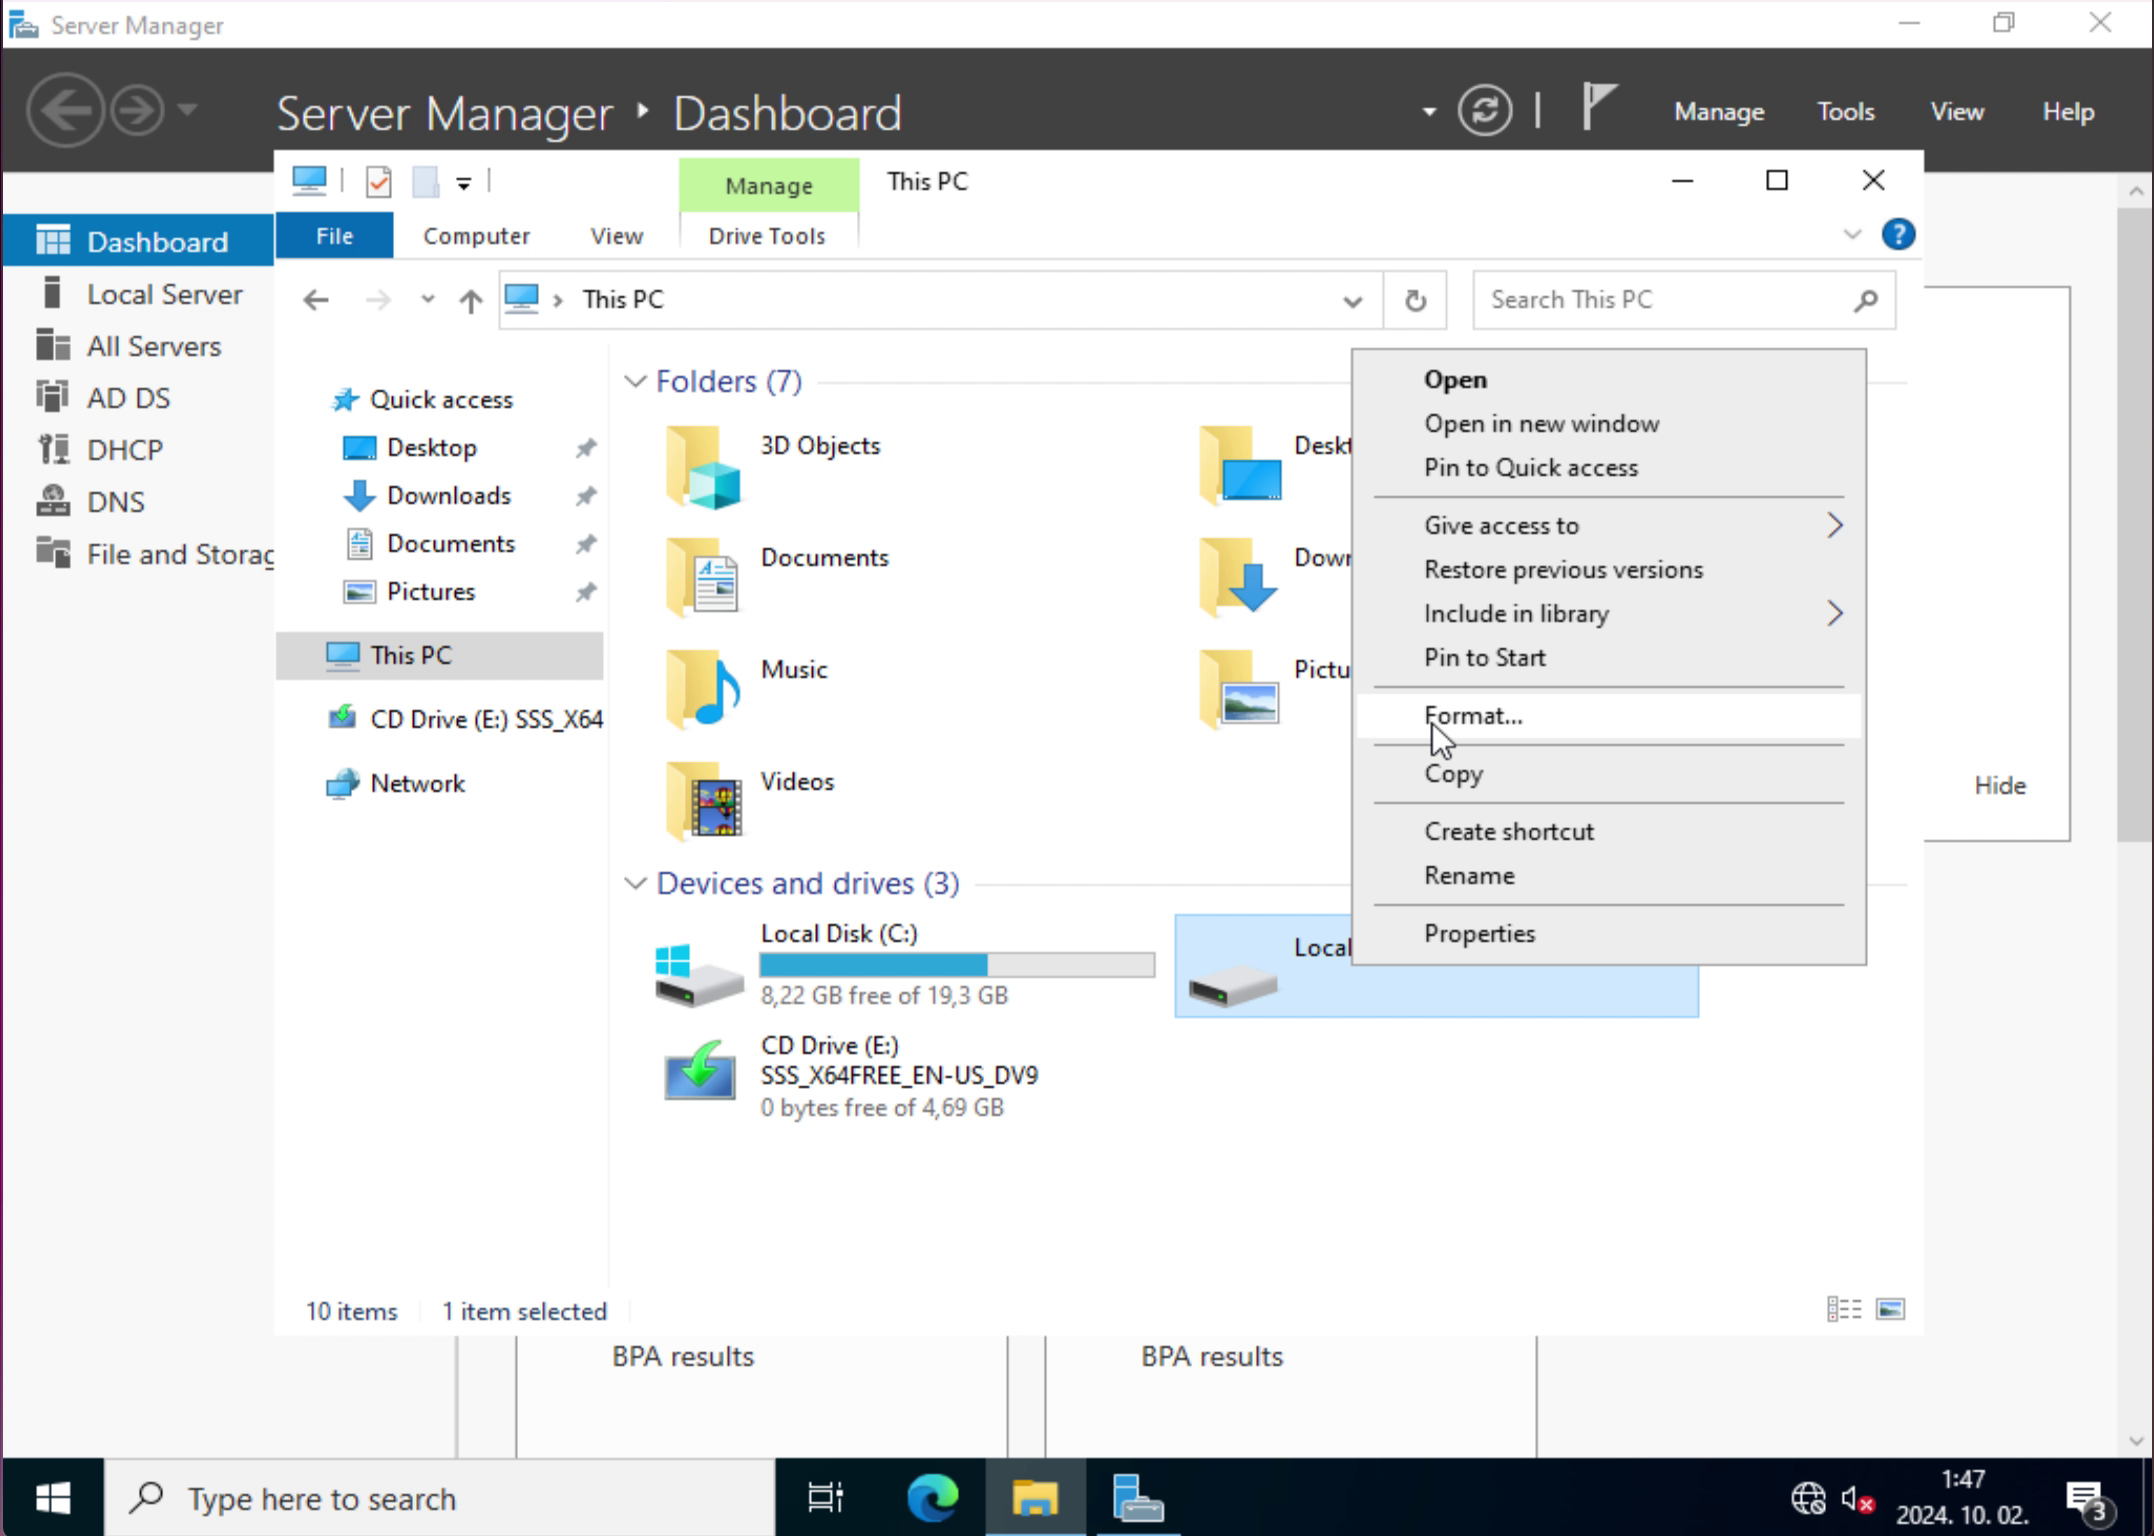 Server Manager
Server Manager Dashboard
Manage Tools View Help
Manage This PC
File Computer View Drive Tools
This PC
Search This PC
Dashboard
Local Server
All Servers
AD DS
DHCP
DNS
File and Storag
Quick access
Desktop
Downloads
Documents
Pictures
This PC
CD Drive (E:) SSS_X64
Network
Folders (7)
3D Objects
Deskt
Documents
Down
Music
Pictu
Videos
Devices and drives (3)
Local Disk (C:)
8,22 GB free of 19,3 GB
Local
CD Drive (E:)
SSS_X64FREE_EN-US_DV9
0 bytes free of 4,69 GB
Open
Open in new window
Pin to Quick access
Give access to
Restore previous versions
Include in library
Pin to Start
Format...
Copy
Create shortcut
Rename
Properties
Hide
10 items 1 item selected
BPA results
BPA results
Type here to search
1:47
2024. 10. 02.
3